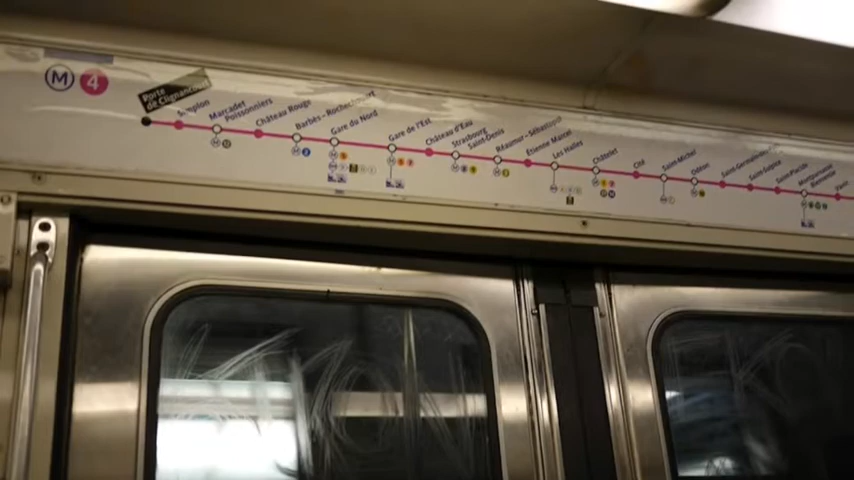 M 4
Porte
de Clignancourt
Simplon
Marcadet
Poissonniers
Château Rouge
Barbès - Rochechouart
Gare du Nord
Gare de l'Est
Château d'Eau
Strasbourg
Saint-Denis
Réaumur - Sébastopol
Étienne Marcel
Les Halles
Châtelet
Cité
Saint-Michel
Odéon
Saint-Germain
Saint-Sulpice
Saint-Placide
Montparnasse
Bienvenüe
Vavin